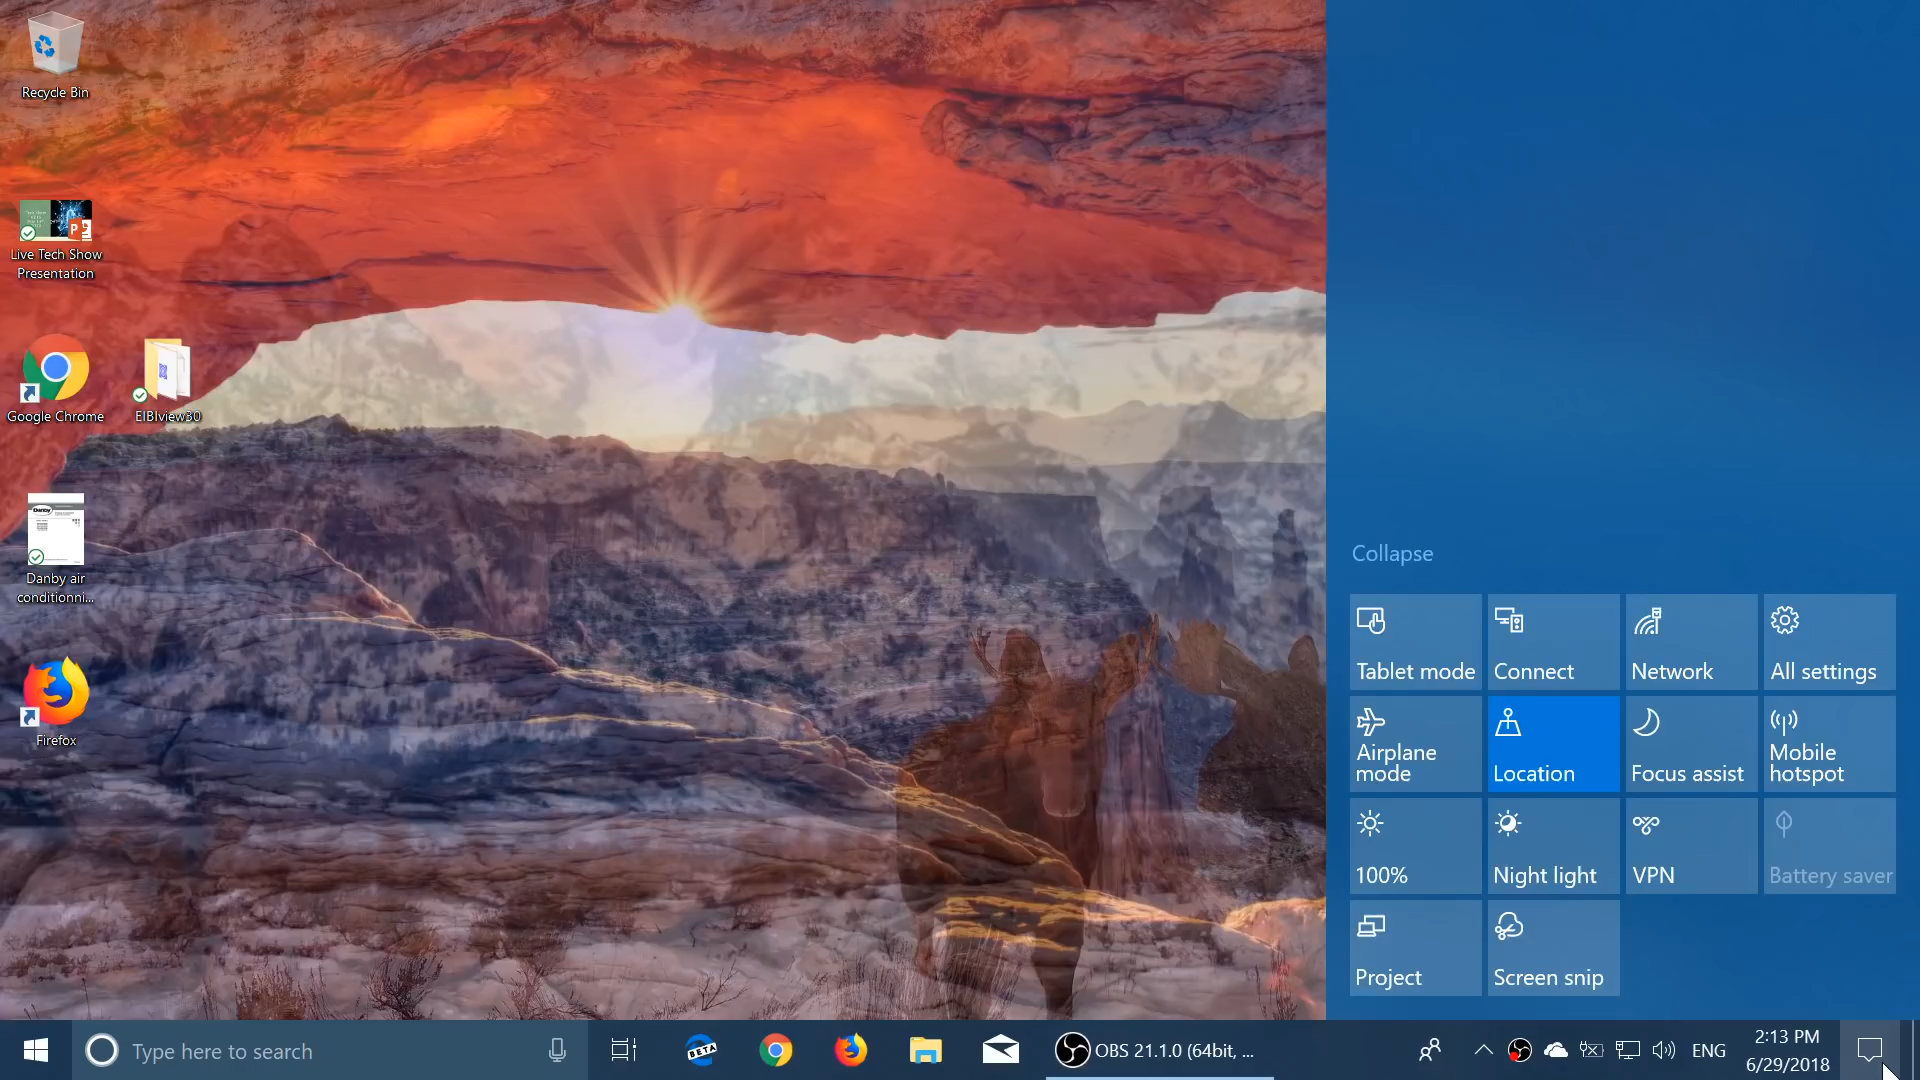 Recycle Bin
Live Tech Show
Presentation
Google Chrome
EIBIview30
Danby
Danby air
conditionni...
Firefox
Collapse
Tablet mode
Connect
Network
All settings
Airplane
mode
Location
Focus assist
Mobile
hotspot
100%
Night light
VPN
Battery saver
Project
Screen snip
Type here to search
BETA
OBS 21.1.0 (64bit, ...
ENG
2:13 PM
6/29/2018